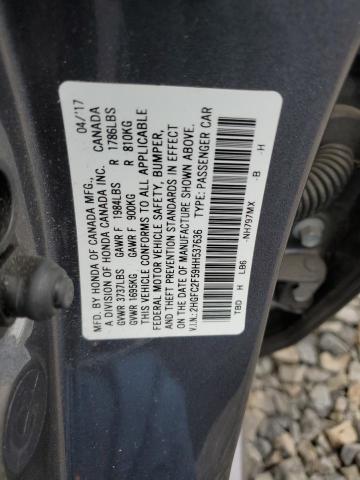 MFD. BY HONDA OF CANADA MFG. 04/'17
A DIVISION OF HONDA CANADA INC. CANADA
GVWR 3737LBS GAWR F 1984LBS R 1786LBS
GVWR 1695KG GAWR F 900KG R 810KG
THIS VEHICLE CONFORMS TO ALL APPLICABLE
FEDERAL MOTOR VEHICLE SAFETY, BUMPER,
AND THEFT PREVENTION STANDARDS IN EFFECT
ON THE DATE OF MANUFACTURE SHOWN ABOVE.
V.I.N.:2HGFC2F59HH537636 TYPE: PASSENGER CAR
-NH797MX -B -H
TBD H LB6